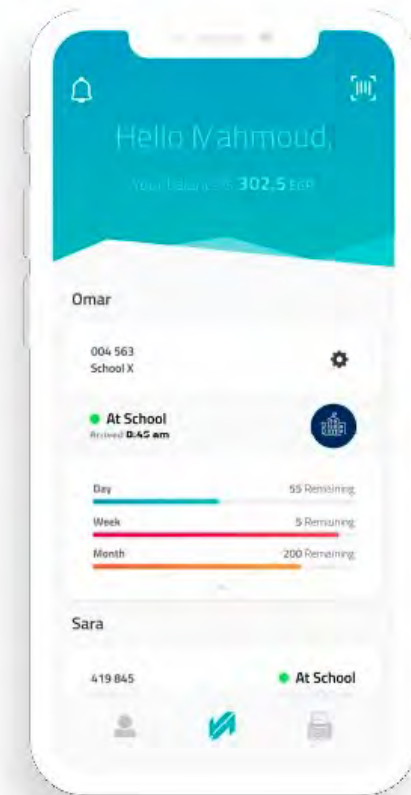 Hello Mahmoud,
Your balance is 302.5 EGP
Omar
004 563
School X
At School
Arrived 8:45 am
Day 55 Remaining
Week 5 Remaining
Month 200 Remaining
Sara
419 845 At School